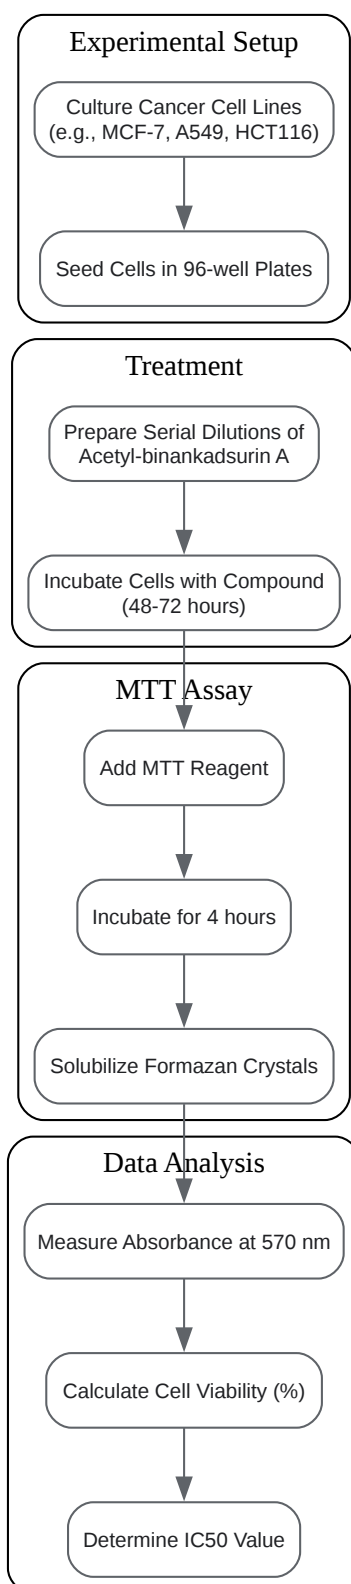 Experimental Setup
Culture Cancer Cell Lines
(e.g., MCF-7, A549, HCT116)
Seed Cells in 96-well Plates
Treatment
Prepare Serial Dilutions of
Acetyl-binankadsurin A
Incubate Cells with Compound
(48-72 hours)
MTT Assay
Add MTT Reagent
Incubate for 4 hours
Solubilize Formazan Crystals
Data Analysis
Measure Absorbance at 570 nm
Calculate Cell Viability (%)
Determine IC50 Value